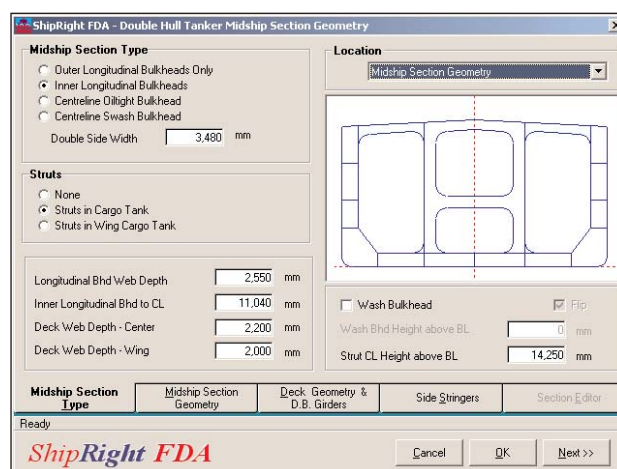 ShipRight FDA - Double Hull Tanker Midship Section Geometry
Midship Section Type
Outer Longitudinal Bulkheads Only
Inner Longitudinal Bulkheads
Centreline Oiltight Bulkhead
Centreline Swash Bulkhead
Double Side Width 3,480 mm
Struts
None
Struts in Cargo Tank
Struts in Wing Cargo Tank
Longitudinal Bhd Web Depth 2,550 mm
Inner Longitudinal Bhd to CL 11,040 mm
Deck Web Depth - Center 2,200 mm
Deck Web Depth - Wing 2,000 mm
Location
Midship Section Geometry
Wash Bulkhead Flip
Wash Bhd Height above BL 0 mm
Strut CL Height above BL 14,250 mm
Midship Section Type
Midship Section Geometry
Deck Geometry & D.B. Girders
Side Stringers
Section Editor
Ready
ShipRight FDA
Cancel OK Next >>